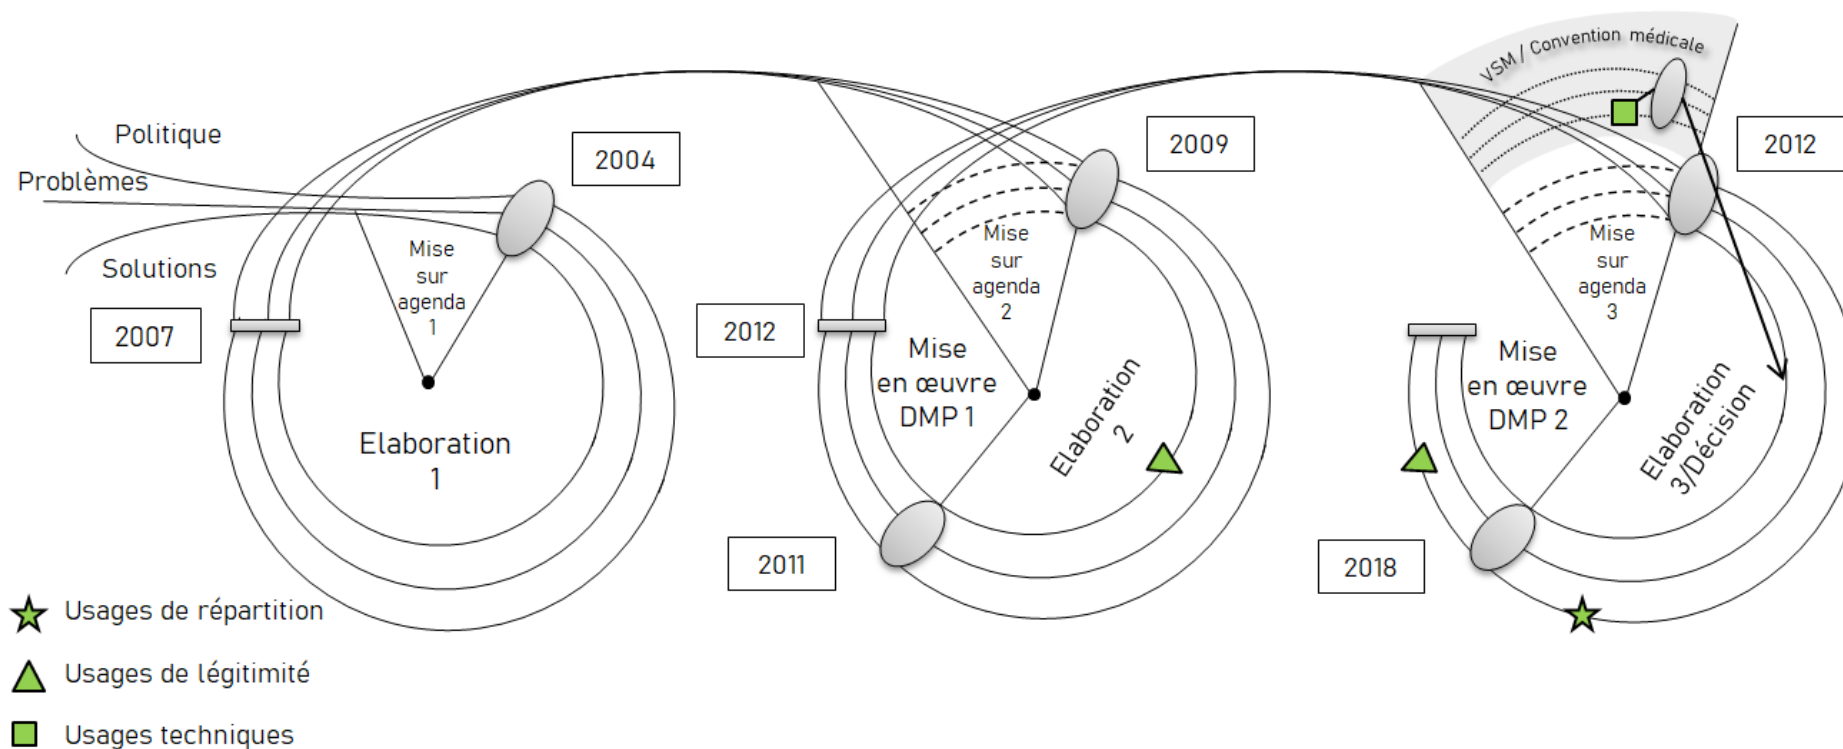 Politique
Problèmes
Solutions
2004
2007
Mise
sur
agenda
1
Elaboration
1
2009
2012
Mise
sur
agenda
2
Mise
en œuvre
DMP 1
Elaboration
2
2011
VSM / Convention médicale
2012
Mise
sur
agenda
3
Mise
en œuvre
DMP 2
Elaboration
3/Décision
2018
Usages de répartition
Usages de légitimité
Usages techniques